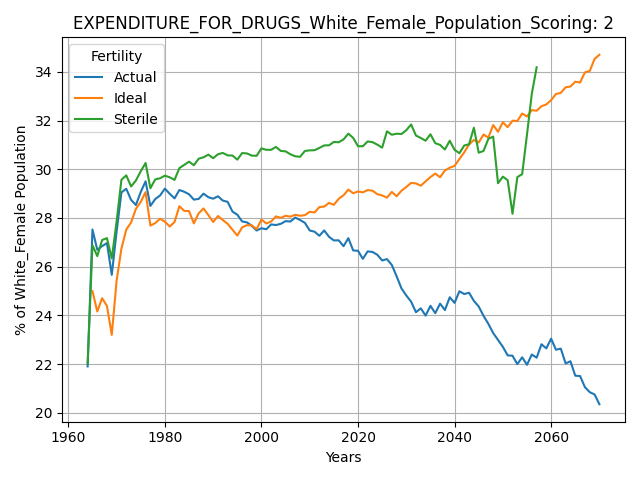 EXPENDITURE_FOR_DRUGS_White_Female_Population_Scoring: 2
Fertility
Actual
Ideal
Sterile
% of White_Female Population
34
32
30
28
26
24
22
20
1960
1980
2000
2020
2040
2060
Years